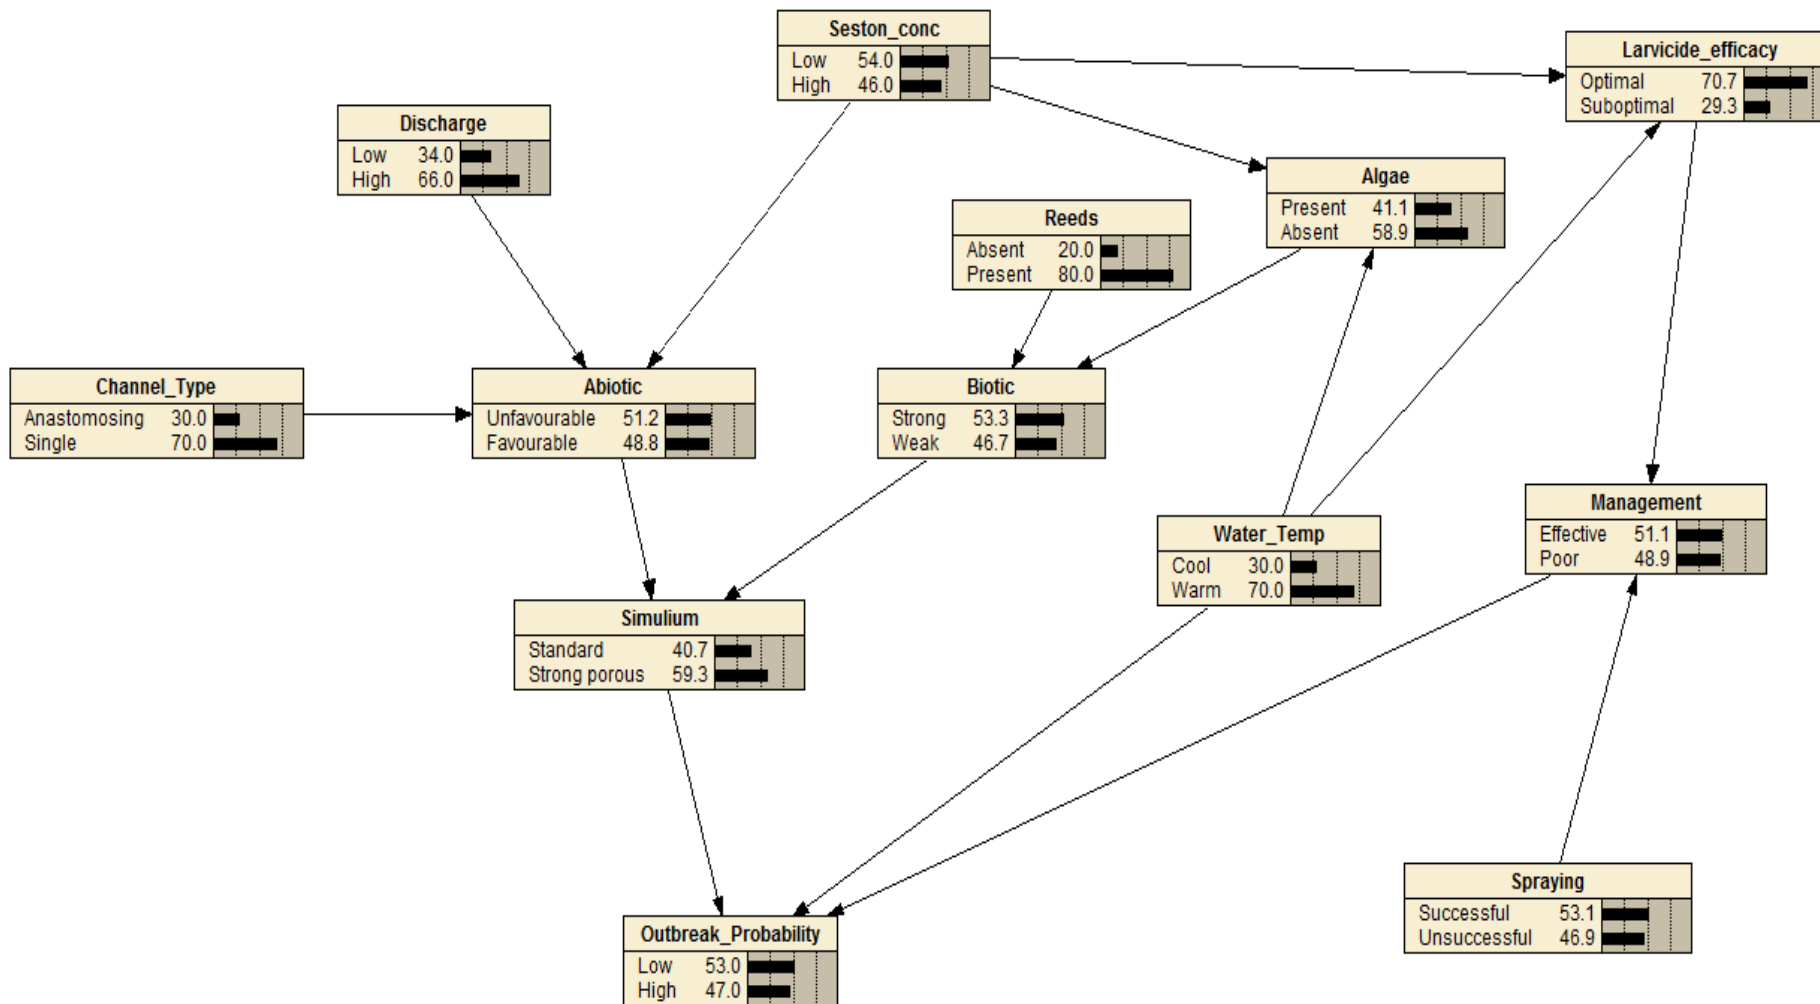 Seston_conc
Low 54.0
High 46.0
Larvicide_efficacy
Optimal 70.7
Suboptimal 29.3
Discharge
Low 34.0
High 66.0
Algae
Present 41.1
Absent 58.9
Reeds
Absent 20.0
Present 80.0
Channel_Type
Anastomosing 30.0
Single 70.0
Abiotic
Unfavourable 51.2
Favourable 48.8
Biotic
Strong 53.3
Weak 46.7
Management
Effective 51.1
Poor 48.9
Water_Temp
Cool 30.0
Warm 70.0
Simulium
Standard 40.7
Strong porous 59.3
Spraying
Successful 53.1
Unsuccessful 46.9
Outbreak_Probability
Low 53.0
High 47.0